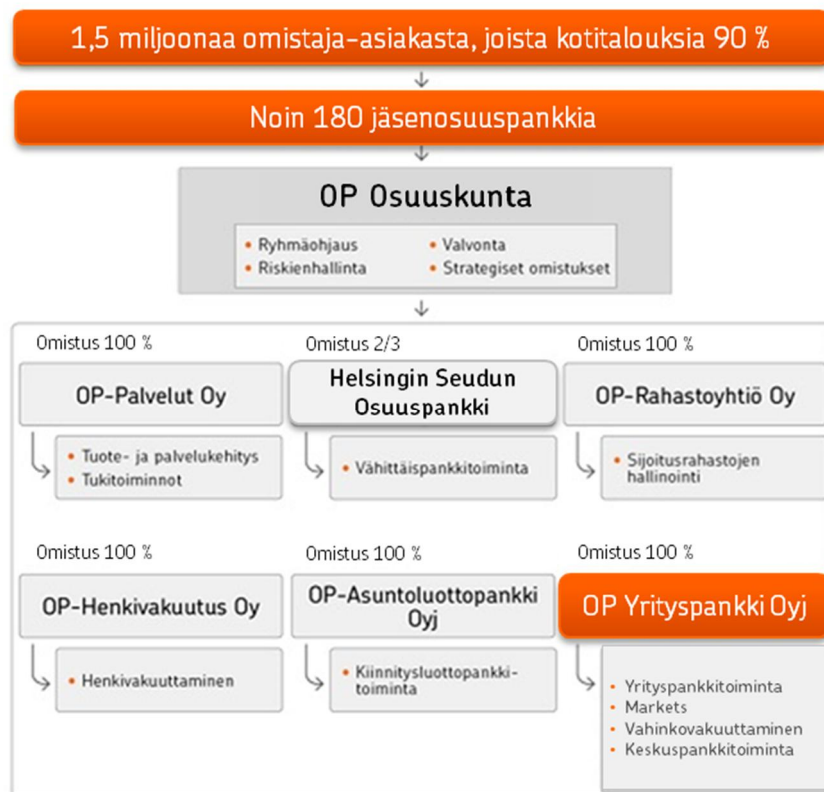 1,5 miljoonaa omistaja-asiakasta, joista kotitalouksia 90 %
Noin 180 jäsenosuuspankkia
OP Osuuskunta
• Ryhmäohjaus
• Riskienhallinta
• Valvonta
• Strategiset omistukset
Omistus 100 %
OP-Palvelut Oy
• Tuote- ja palvelukehitys
• Tukitoiminnot
Omistus 2/3
Helsingin Seudun
Osuuspankki
• Vähittäispankkitoiminta
Omistus 100 %
OP-Rahastoyhtiö Oy
• Sijoitusrahastojen
hallinointi
Omistus 100 %
OP-Henkivakuutus Oy
• Henkivakuuttaminen
Omistus 100 %
OP-Asuntoluottopankki
Oyj
• Kiinnitysluottopankki-
toiminta
Omistus 100 %
OP Yrityspankki Oyj
• Yrityspankkitoiminta
• Markets
• Vahinkovakuuttaminen
• Keskuspankkitoiminta